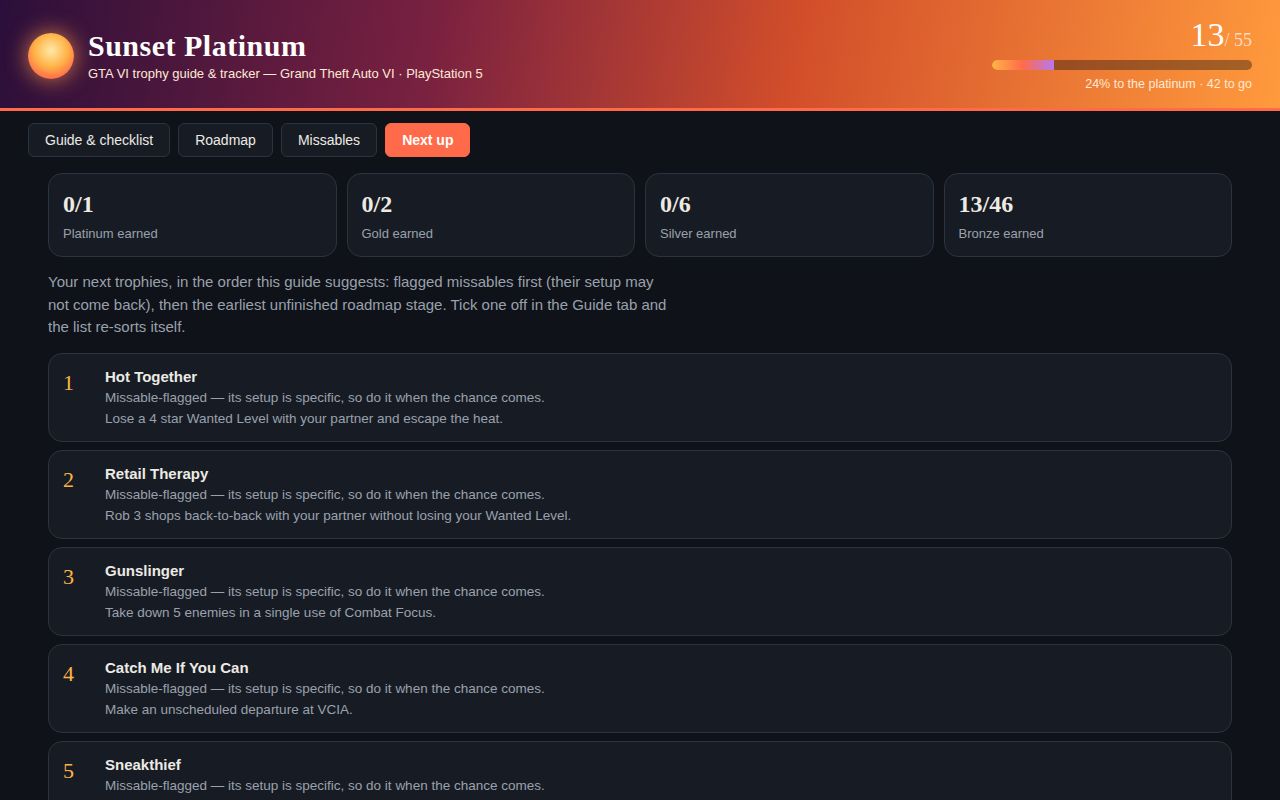 Sunset Platinum
GTA VI trophy guide & tracker — Grand Theft Auto VI · PlayStation 5
13/ 55
24% to the platinum · 42 to go
Guide & checklist
Roadmap
Missables
Next up
0/1
Platinum earned
0/2
Gold earned
0/6
Silver earned
13/46
Bronze earned
Your next trophies, in the order this guide suggests: flagged missables first (their setup may
not come back), then the earliest unfinished roadmap stage. Tick one off in the Guide tab and
the list re-sorts itself.
1
Hot Together
Missable-flagged — its setup is specific, so do it when the chance comes.
Lose a 4 star Wanted Level with your partner and escape the heat.
2
Retail Therapy
Missable-flagged — its setup is specific, so do it when the chance comes.
Rob 3 shops back-to-back with your partner without losing your Wanted Level.
3
Gunslinger
Missable-flagged — its setup is specific, so do it when the chance comes.
Take down 5 enemies in a single use of Combat Focus.
4
Catch Me If You Can
Missable-flagged — its setup is specific, so do it when the chance comes.
Make an unscheduled departure at VCIA.
5
Sneakthief
Missable-flagged — its setup is specific, so do it when the chance comes.